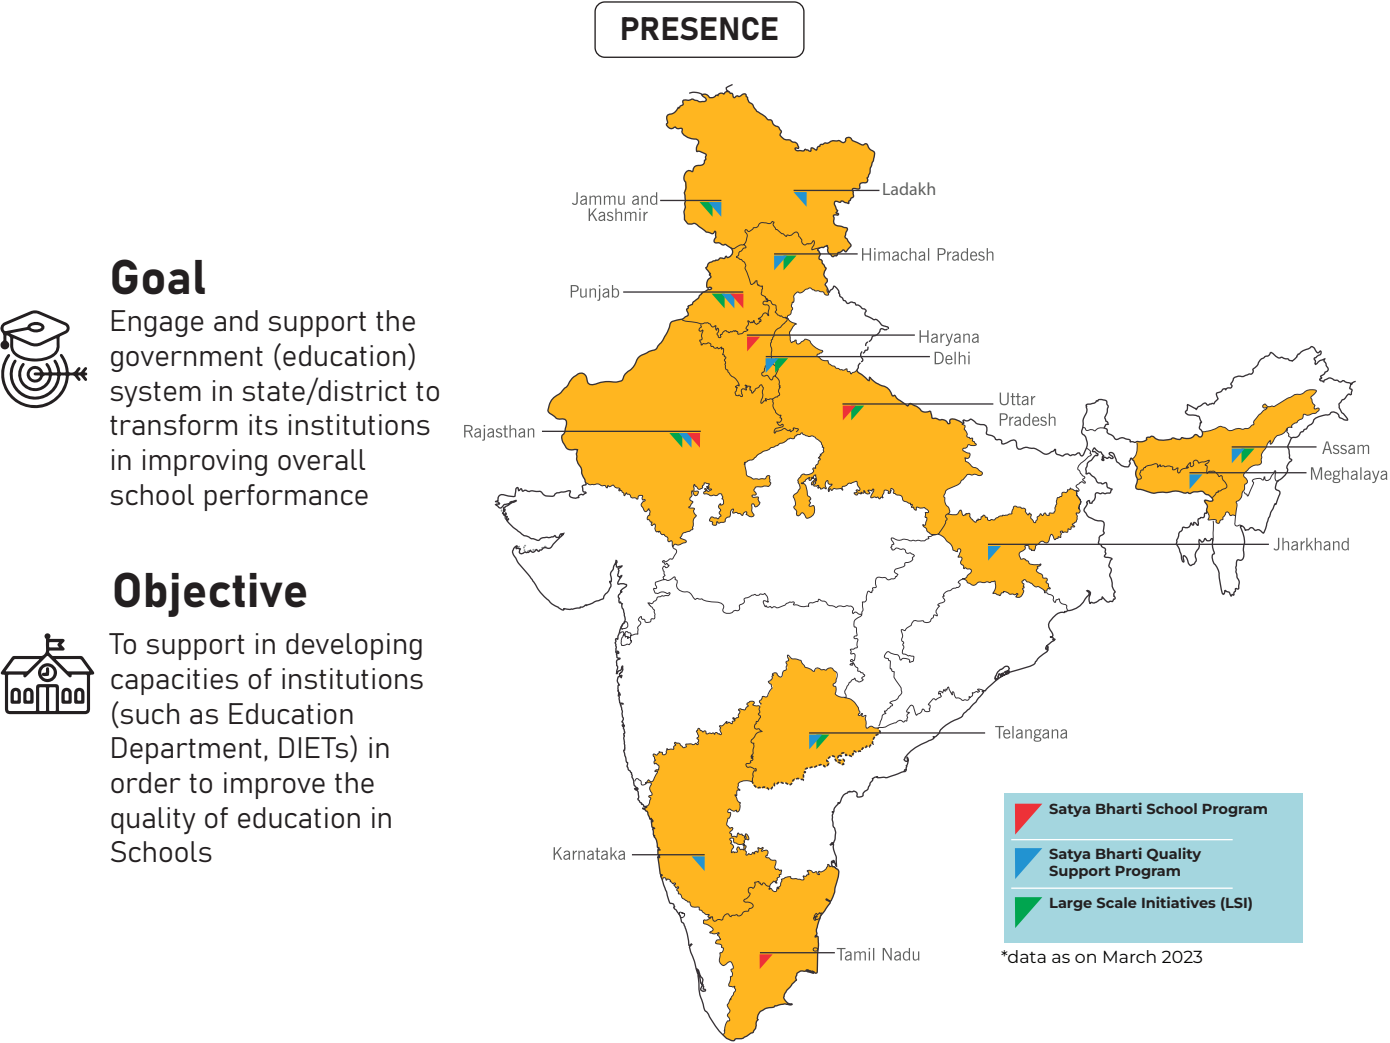 PRESENCE
Goal
Engage and support the
government (education)
system in state/district to
transform its institutions
in improving overall
school performance
Objective
To support in developing
capacities of institutions
(such as Education
Department, DIETs) in
order to improve the
quality of education in
Schools
Jammu and
Kashmir
Ladakh
Himachal Pradesh
Punjab
Haryana
Delhi
Uttar
Pradesh
Rajasthan
Assam
Meghalaya
Jharkhand
Telangana
Karnataka
Tamil Nadu
Satya Bharti School Program
Satya Bharti Quality
Support Program
Large Scale Initiatives (LSI)
*data as on March 2023